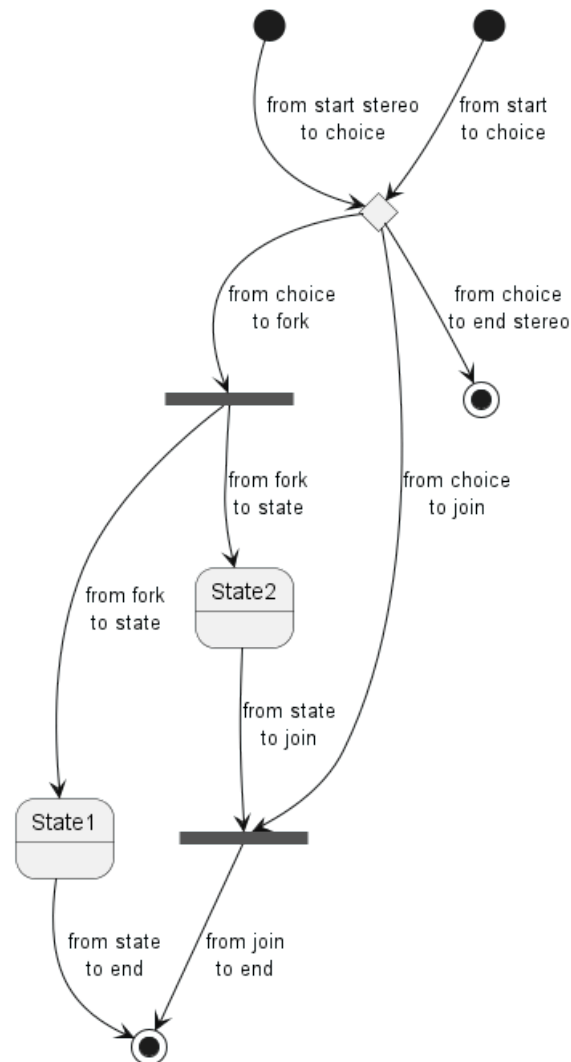 from start stereo
to choice
from start
to choice
from choice
to fork
from choice
to end stereo
from fork
to state
from choice
to join
State2
from fork
to state
from state
to join
State1
from state
to end
from join
to end